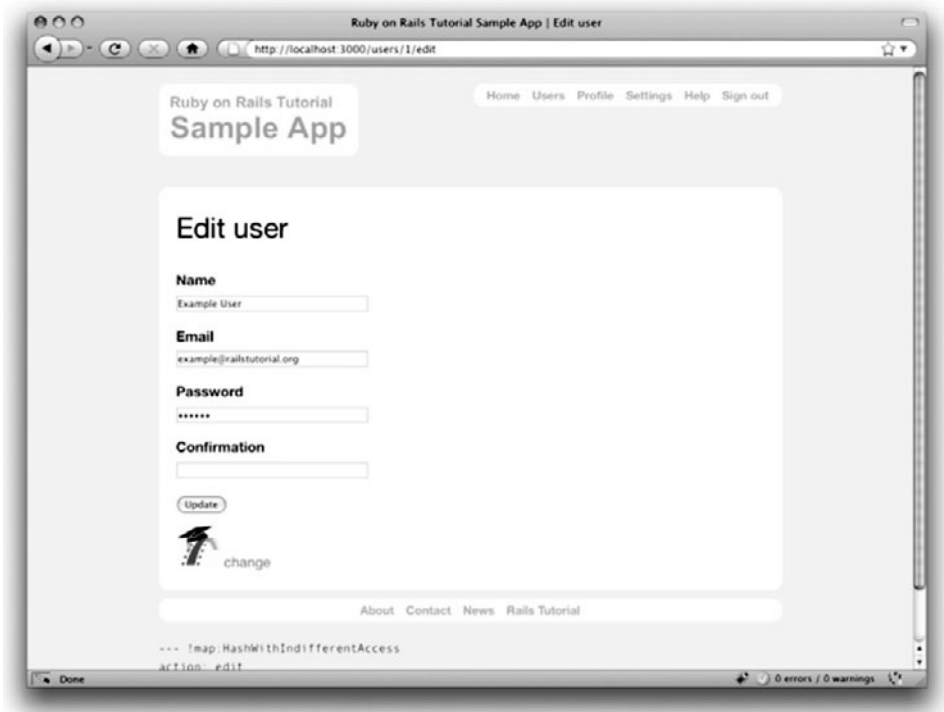 Ruby on Rails Tutorial Sample App | Edit user
http://localhost:3000/users/1/edit
Ruby on Rails Tutorial
Sample App
Home Users Profile Settings Help Sign out
Edit user
Name
Example User
Email
example@railstutorial.org
Password
••••••
Confirmation
Update
change
About Contact News Rails Tutorial
--- !map:HashWithIndifferentAccess
action: edit
Done
0 errors / 0 warnings